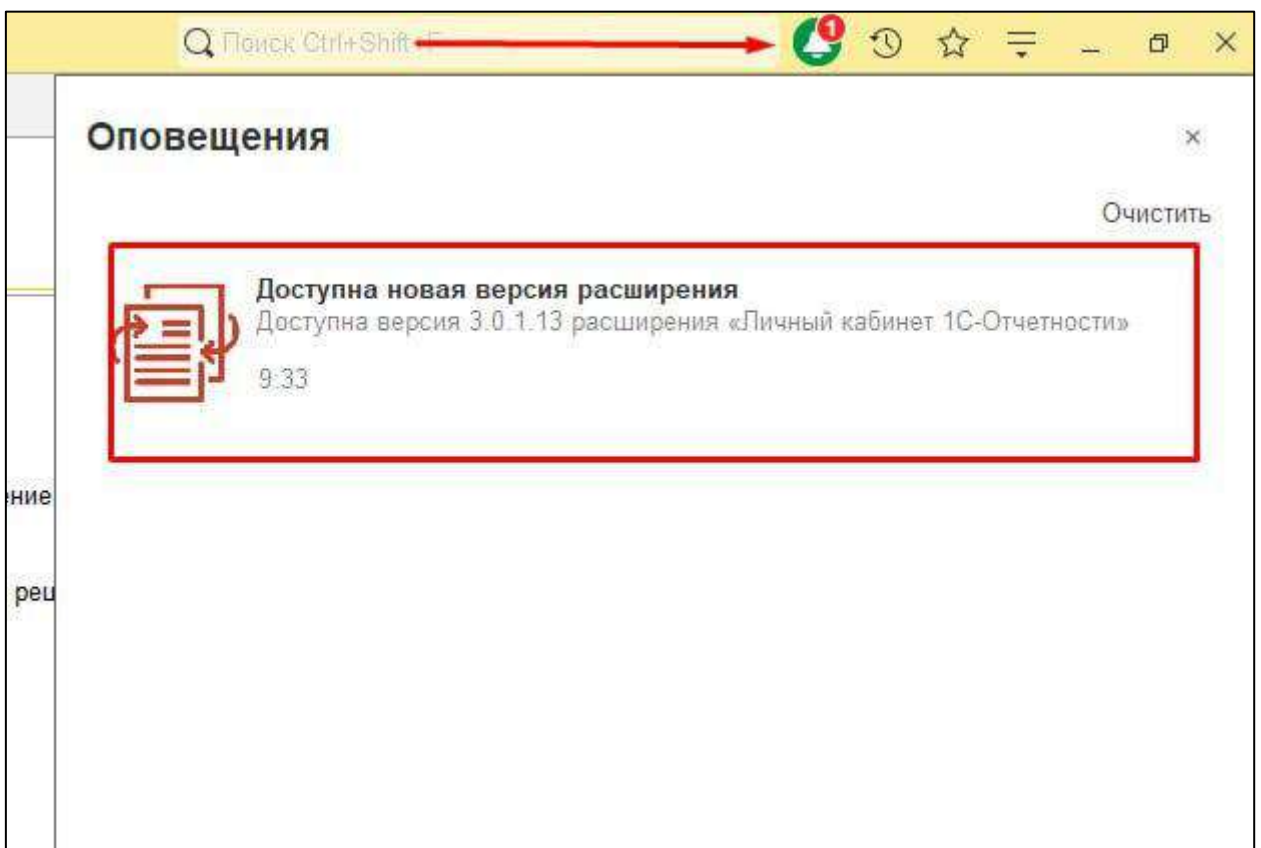 Поиск Ctrl+Shift+F
1
Оповещения
Очистить
Доступна новая версия расширения
Доступна версия 3.0.1.13 расширения «Личный кабинет 1С-Отчетности»
9:33
ение
рец